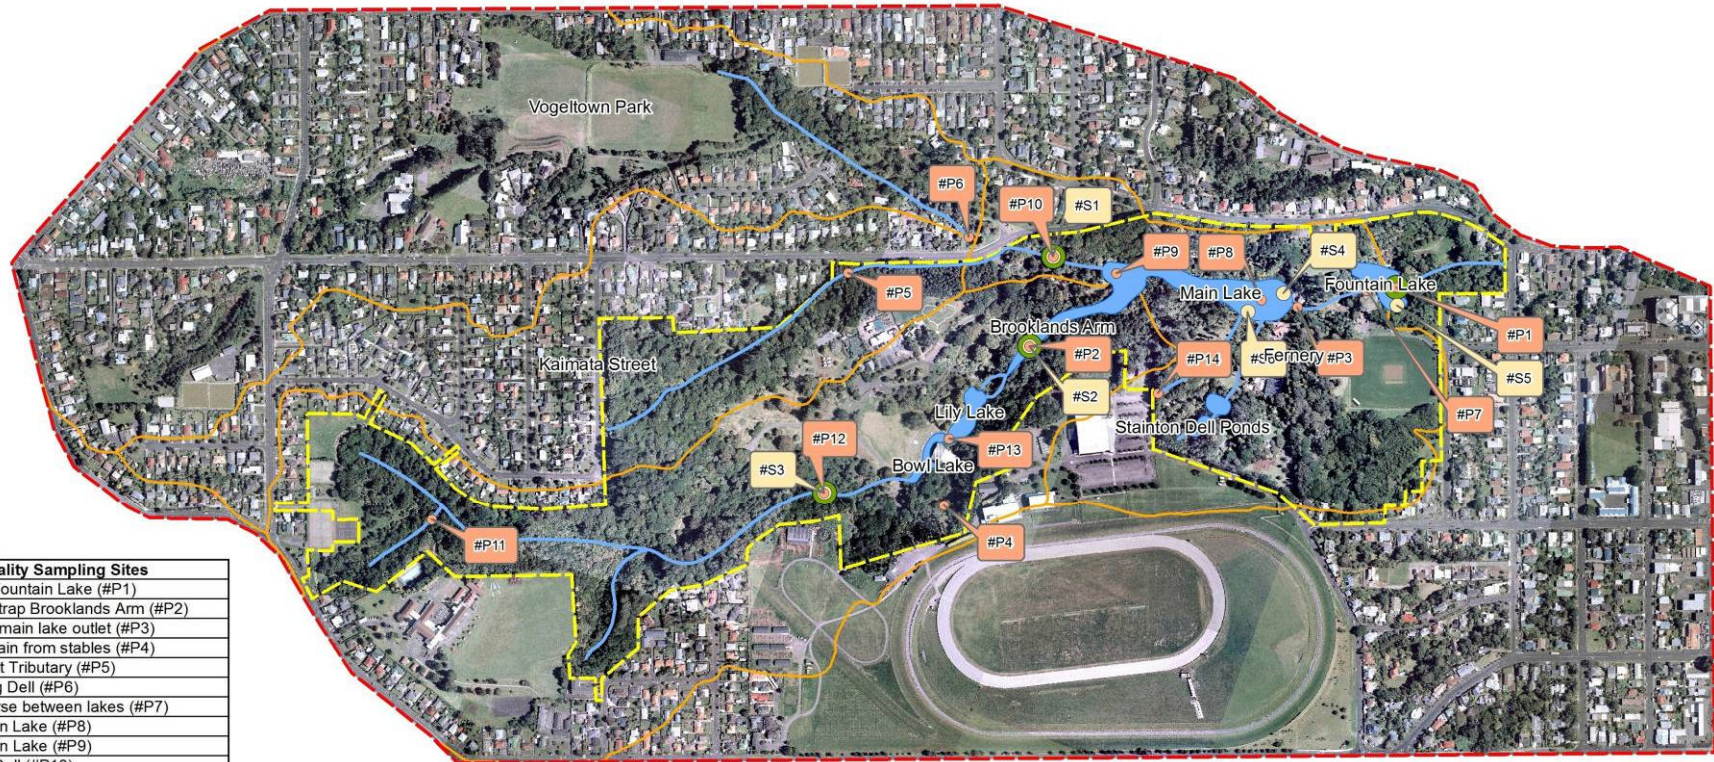 Vogeltown Park
#P6
#P10
#S1
#P9
#P8
#S4
#P5
Main Lake
Fountain Lake
#P1
Brooklands Arm
#P2
#P14
Fernery
#P3
#S5
Kaimata Street
#S2
#P7
Lily Lake
Stainton Dell Ponds
#P12
#P13
#S3
Bowl Lake
#P11
#P4
ality Sampling Sites
ountain Lake (#P1)
trap Brooklands Arm (#P2)
main lake outlet (#P3)
ain from stables (#P4)
t Tributary (#P5)
g Dell (#P6)
rse between lakes (#P7)
n Lake (#P8)
n Lake (#P9)